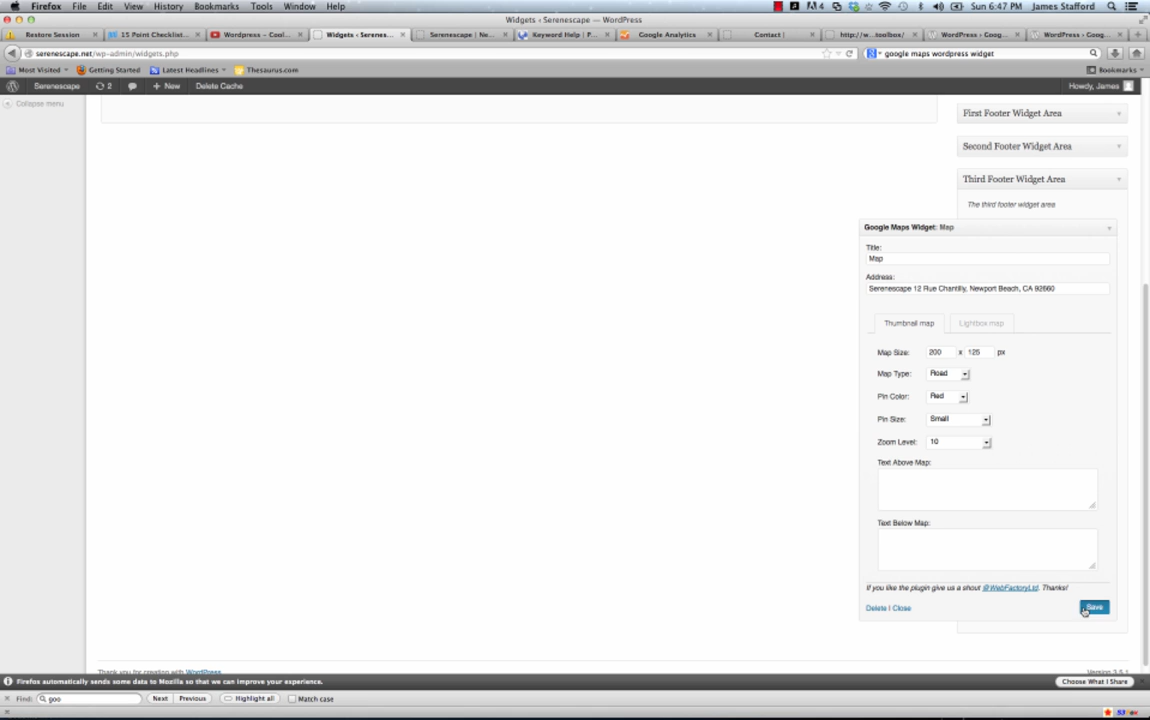 Firefox File Edit View History Bookmarks Tools Window Help 4 Sun 6:47 PM James Stafford
Widgets ‹ Serenescape — WordPress
Restore Session 15 Point Checklist... Wordpress – Cool... Widgets ‹ Serenes... Serenescape | Ne... Keyword Help | P... Google Analytics Contact | http://w...toolbox/ WordPress › Goog... WordPress › Goog...
serenescape.net/wp-admin/widgets.php google maps wordpress widget
Most Visited Getting Started Latest Headlines Thesaurus.com Bookmarks
Serenescape 2 + New Delete Cache Howdy, James
Collapse menu
First Footer Widget Area
Second Footer Widget Area
Third Footer Widget Area
The third footer widget area
Google Maps Widget: Map
Title:
Map
Address:
Serenescape 12 Rue Chantilly, Newport Beach, CA 92660
Thumbnail map Lightbox map
Map Size: 200 x 125 px
Map Type: Road
Pin Color: Red
Pin Size: Small
Zoom Level: 10
Text Above Map:
Text Below Map:
If you like the plugin give us a shout @WebFactoryLtd. Thanks!
Delete | Close Save
Thank you for creating with WordPress. Version 3.5.1
Firefox automatically sends some data to Mozilla so that we can improve your experience. Choose What I Share
Find: goo Next Previous Highlight all Match case